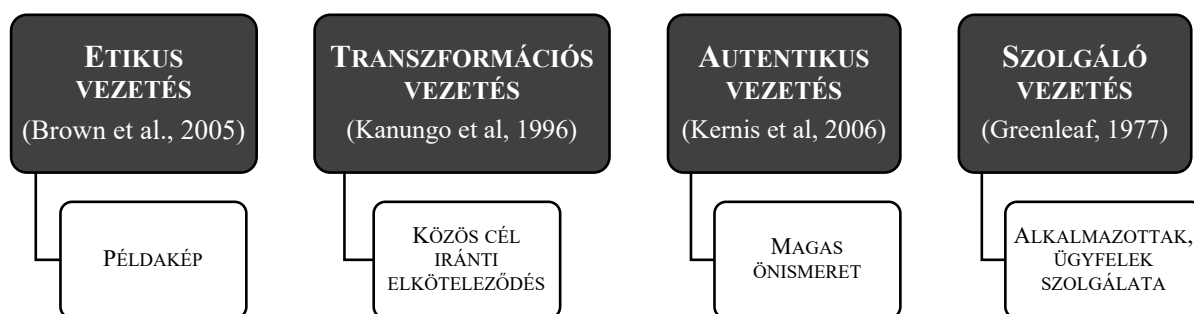 ETIKUS
VEZETÉS
(Brown et al., 2005)
PÉLDAKÉP
TRANSZFORMÁCIÓS
VEZETÉS
(Kanungo et al, 1996)
KÖZÖS CÉL
IRÁNTI
ELKÖTELEZŐDÉS
AUTENTIKUS
VEZETÉS
(Kernis et al, 2006)
MAGAS
ÖNISMERET
SZOLGÁLÓ
VEZETÉS
(Greenleaf, 1977)
ALKALMAZOTTAK,
ÜGYFELEK
SZOLGÁLATA